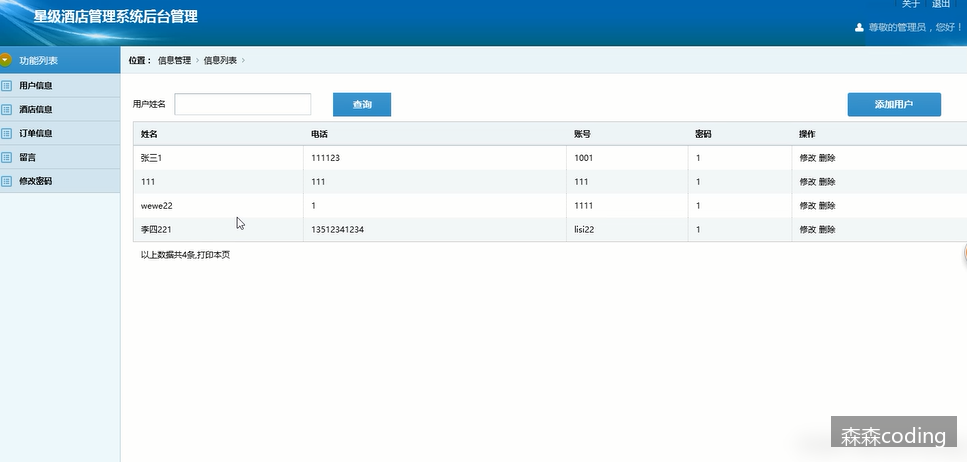 星级酒店管理系统后台管理
关于 退出
尊敬的管理员，您好！
功能列表
位置： 信息管理 › 信息列表 ›
用户信息
酒店信息
订单信息
留言
修改密码
用户姓名 查询 添加用户
姓名 电话 账号 密码 操作
张三1 111123 1001 1 修改 删除
111 111 111 1 修改 删除
wewe22 1 1111 1 修改 删除
李四221 13512341234 lisi22 1 修改 删除
以上数据共4条,打印本页
森森coding